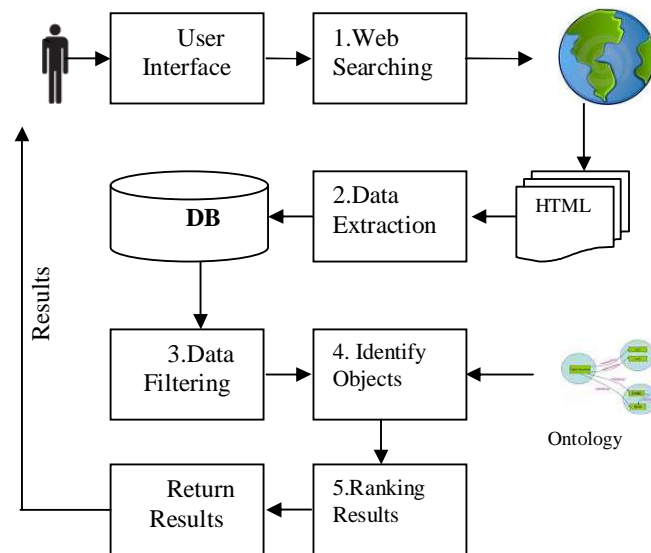 User
Interface
1.Web
Searching
DB
2.Data
Extraction
HTML
Results
3.Data
Filtering
4. Identify
Objects
Ontology
Return
Results
5.Ranking
Results